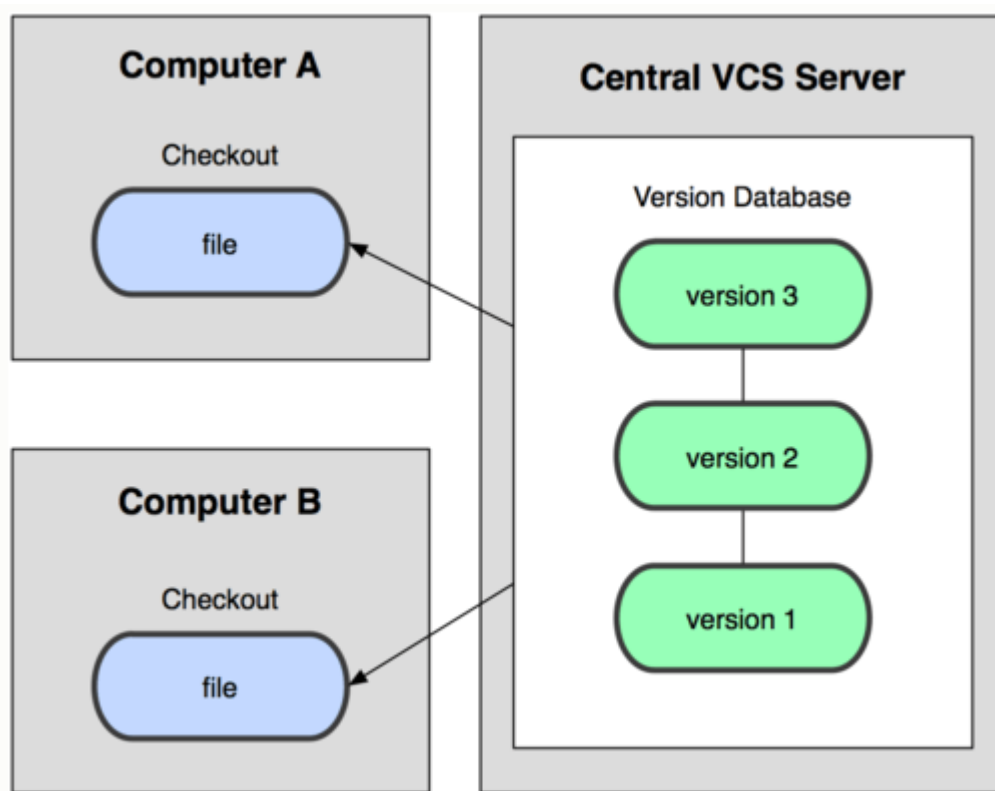 Computer A
Checkout
file
Computer B
Checkout
file
Central VCS Server
Version Database
version 3
version 2
version 1